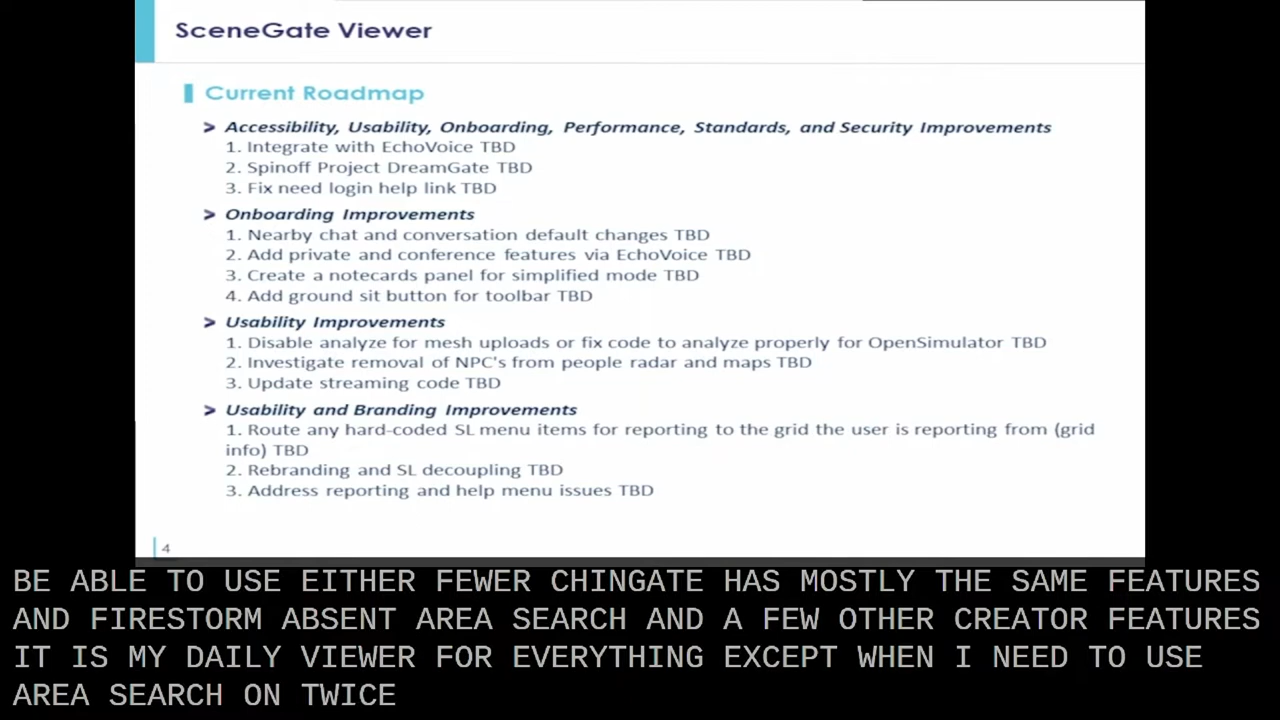 SceneGate Viewer
Current Roadmap
➢ Accessibility, Usability, Onboarding, Performance, Standards, and Security Improvements
1. Integrate with EchoVoice TBD
2. Spinoff Project DreamGate TBD
3. Fix need login help link TBD
➢ Onboarding Improvements
1. Nearby chat and conversation default changes TBD
2. Add private and conference features via EchoVoice TBD
3. Create a notecards panel for simplified mode TBD
4. Add ground sit button for toolbar TBD
➢ Usability Improvements
1. Disable analyze for mesh uploads or fix code to analyze properly for OpenSimulator TBD
2. Investigate removal of NPC's from people radar and maps TBD
3. Update streaming code TBD
➢ Usability and Branding Improvements
1. Route any hard-coded SL menu items for reporting to the grid the user is reporting from (grid
info) TBD
2. Rebranding and SL decoupling TBD
3. Address reporting and help menu issues TBD
4
BE ABLE TO USE EITHER FEWER CHINGATE HAS MOSTLY THE SAME FEATURES
AND FIRESTORM ABSENT AREA SEARCH AND A FEW OTHER CREATOR FEATURES
IT IS MY DAILY VIEWER FOR EVERYTHING EXCEPT WHEN I NEED TO USE
AREA SEARCH ON TWICE